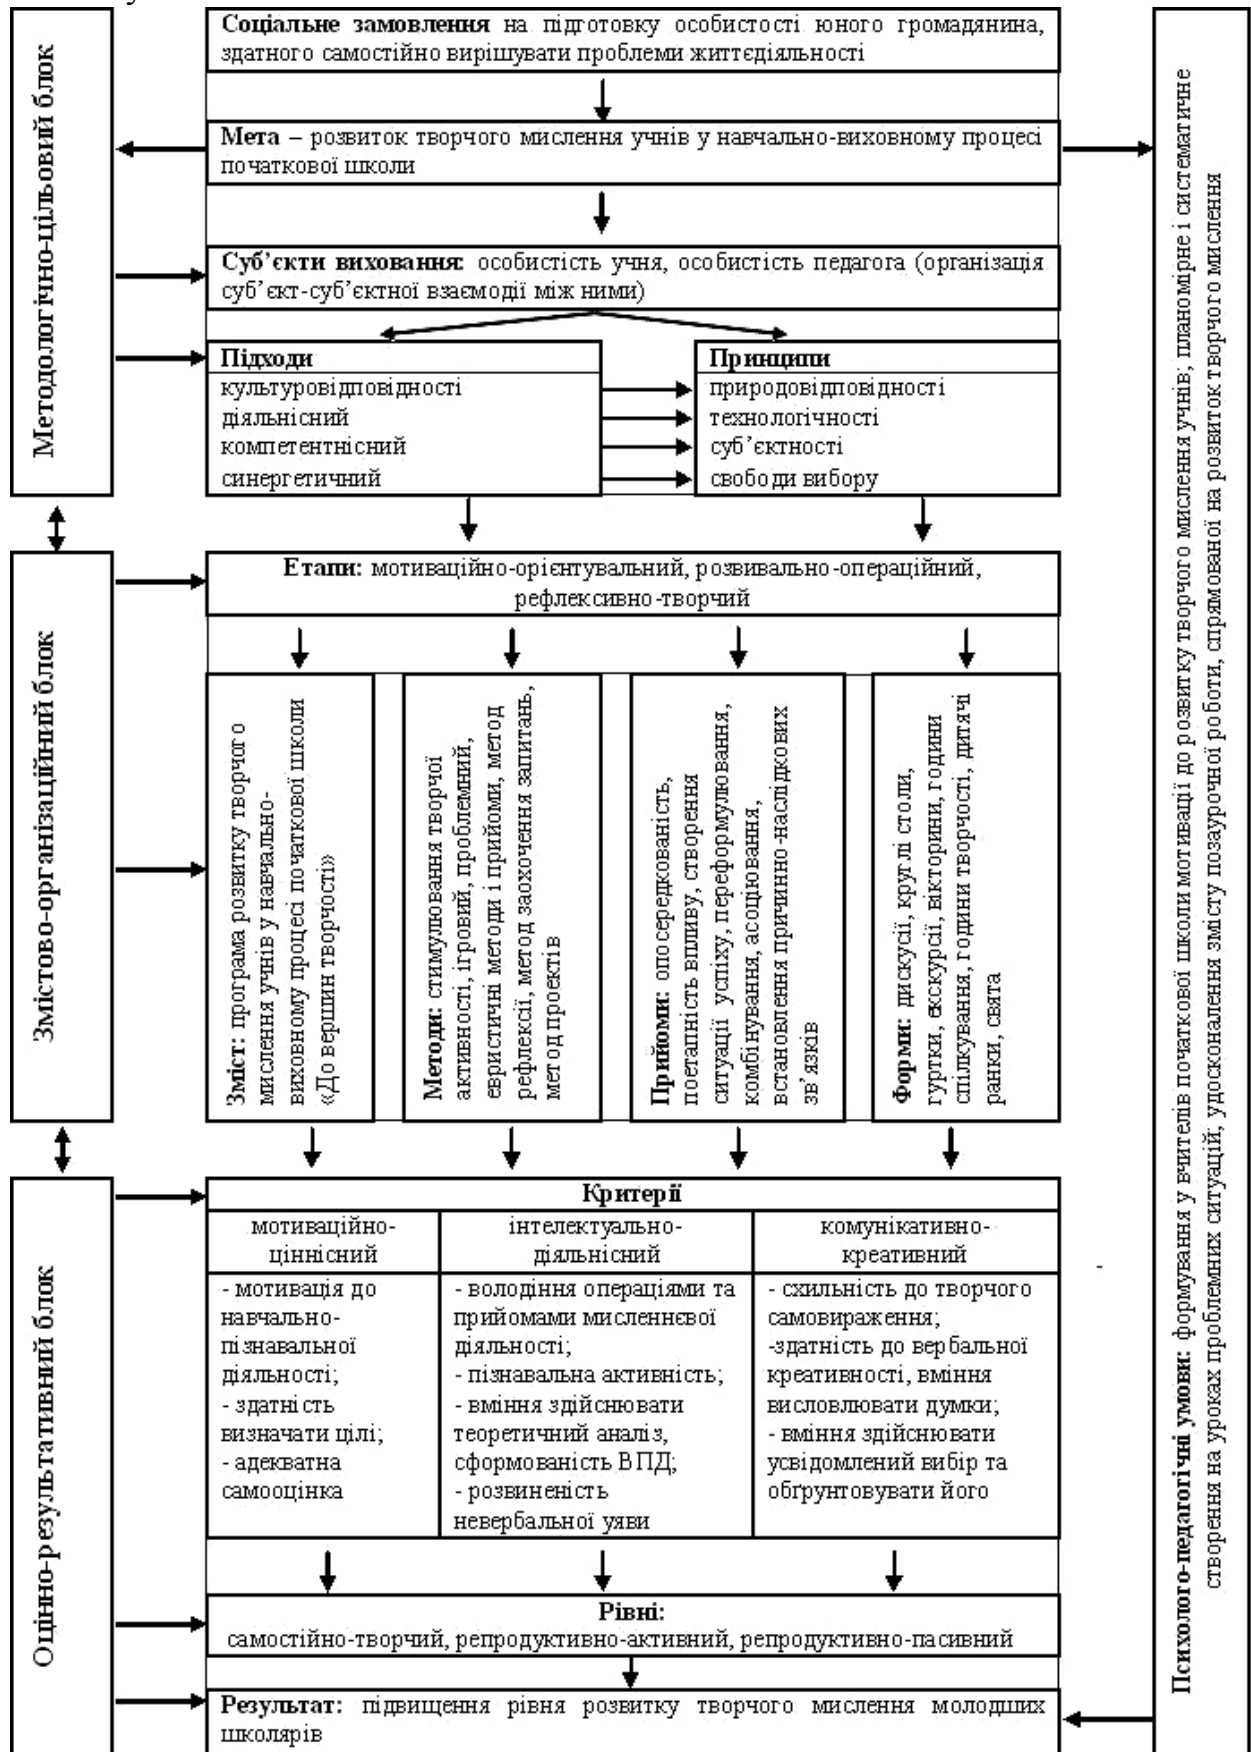 Методологічно-цільовий блок
Соціальне замовлення на підготовку особистості юного громадянина,
здатного самостійно вирішувати проблеми життєдіяльності
Мета – розвиток творчого мислення учнів у навчально-виховному процесі
початкової школи
Суб’єкти виховання: особистість учня, особистість педагога (організація
суб’єкт-суб’єктної взаємодії між ними)
Підходи
культуровідповідності
діяльнісний
компетентнісний
синергетичний
Принципи
природовідповідності
технологічності
суб’єктності
свободи вибору
Змістово-організаційний блок
Етапи: мотиваційно-орієнтувальний, розвивально-операційний,
рефлексивно-творчий
Зміст: програма розвитку творчого
мислення учнів у навчально-
виховному процесі початкової школи
«До вершин творчості»
Методи: стимулювання творчої
активності, ігровий, проблемний,
евристичні методи і прийоми, метод
рефлексії, метод заохочення запитань,
метод проектів
Прийоми: опосередкованість,
поетапність впливу, створення
ситуації успіху, переформулювання,
комбінування, асоціювання,
встановлення причинно-наслідкових
зв’язків
Форми: дискусії, круглі столи,
гуртки, екскурсії, вікторини, години
спілкування, години творчості, дитячі
ранки, свята
Оцінно-результативний блок
Критерії
мотиваційно-
ціннісний
інтелектуально-
діяльнісний
комунікативно-
креативний
- мотивація до
навчально-
пізнавальної
діяльності;
- здатність
визначати цілі;
- адекватна
самооцінка
- володіння операціями та
прийомами мисленнєвої
діяльності;
- пізнавальна активність;
- вміння здійснювати
теоретичний аналіз,
сформованість ВПД;
- розвиненість
невербальної уяви
- схильність до творчого
самовираження;
-здатність до вербальної
креативності, вміння
висловлювати думки;
- вміння здійснювати
усвідомлений вибір та
обґрунтовувати його
Рівні:
самостійно-творчий, репродуктивно-активний, репродуктивно-пасивний
Результат: підвищення рівня розвитку творчого мислення молодших
школярів
Психолого-педагогічні умови: формування у вчителів початкової школи мотивації до розвитку творчого мислення учнів; планомірне і систематичне
створення на уроках проблемних ситуацій; удосконалення змісту позаурочної роботи, спрямованої на розвиток творчого мислення